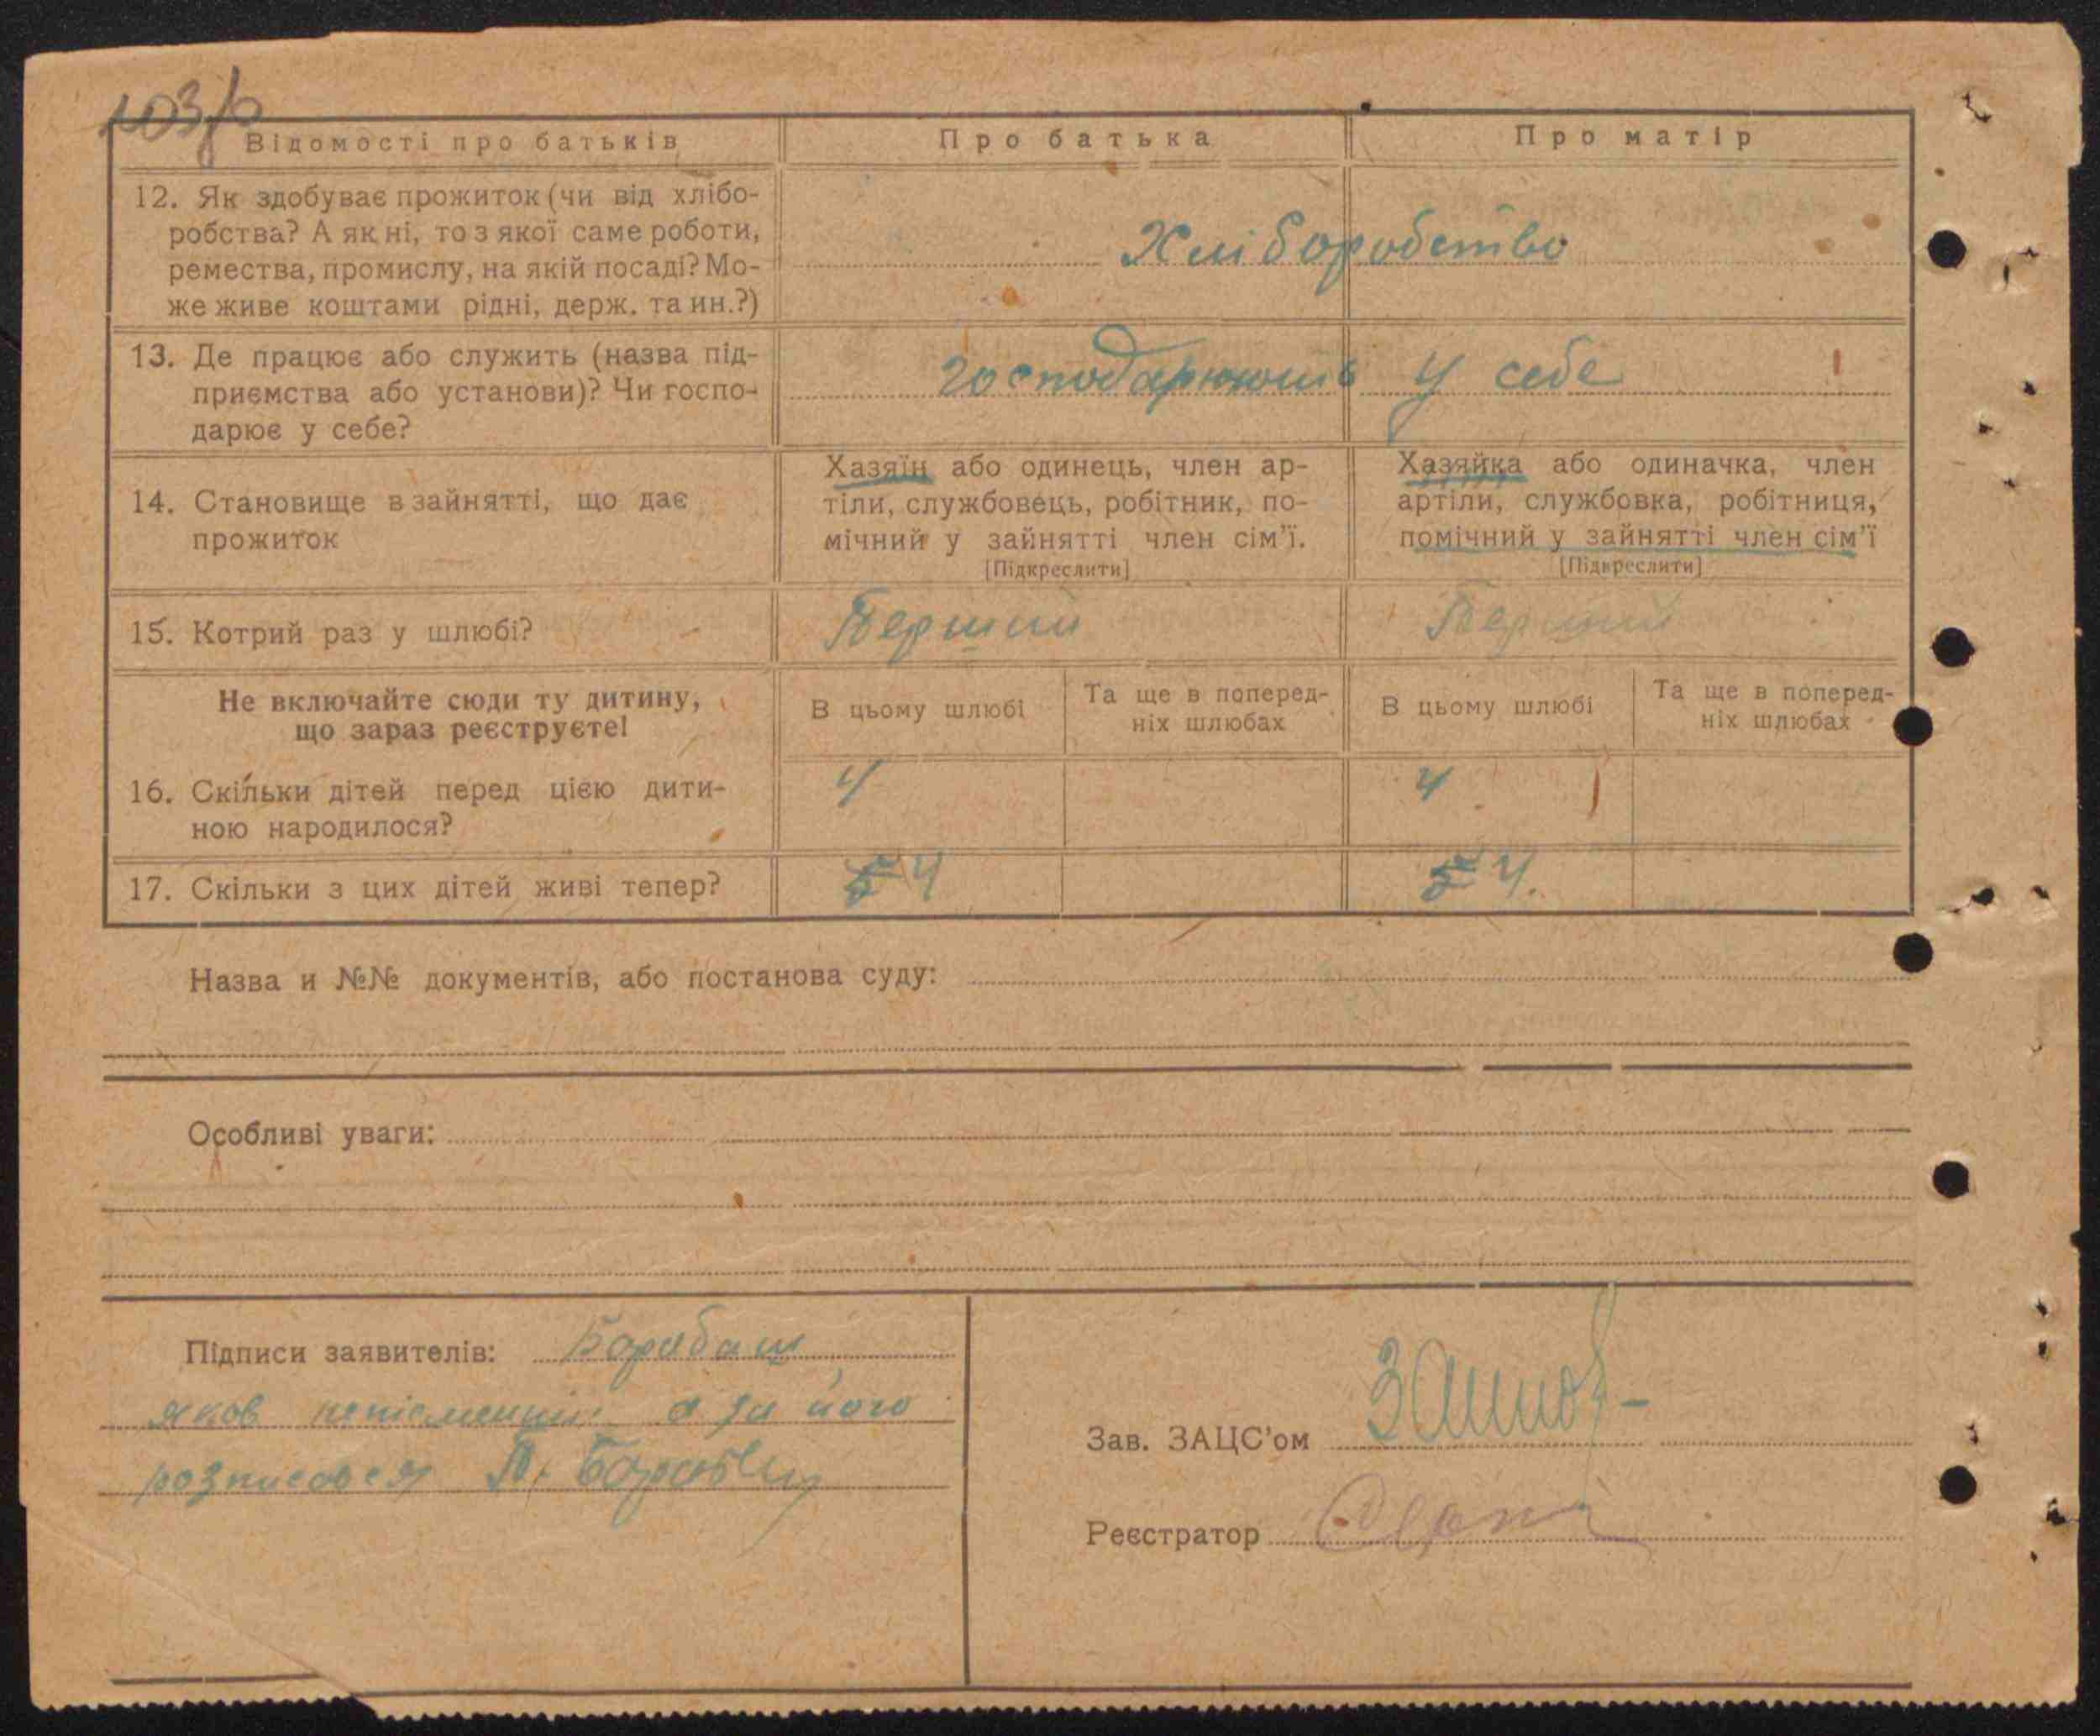 Відомості про батьків
Про батька
Про матір
12. Як здобуває прожиток (чи від хлібо-
робства? А як ні, то з якої саме роботи,
ремества, промислу, на якій посаді? Мо-
же живе коштами рідні, держ. та ин.?)
Хліборобство
13. Де працює або служить (назва під-
приємства або установи)? Чи госпо-
дарює у себе?
господарюють у себе
14. Становище в зайнятті, що дає
прожиток
Хазяїн або одинець, член ар-
тіли, службовець, робітник, по-
мічний у зайнятті член сім'ї.
[Підкреслити]
Хазяйка або одиначка, член
артіли, службовка, робітниця,
помічний у зайнятті член сім'ї
[Підкреслити]
15. Котрий раз у шлюбі?
Перший
Перший
Не включайте сюди ту дитину,
що зараз реєструєте!
В цьому шлюбі
Та ще в поперед-
ніх шлюбах
В цьому шлюбі
Та ще в поперед-
ніх шлюбах
16. Скільки дітей перед цією дити-
ною народилося?
4
4
17. Скільки з цих дітей живі тепер?
5 4
5 4.
Назва и №№ документів, або постанова суду:
Особливі уваги:
Підписи заявителів: Барабаш
яков а за його
розписався П.
Зав. ЗАЦС'ом
Реєстратор